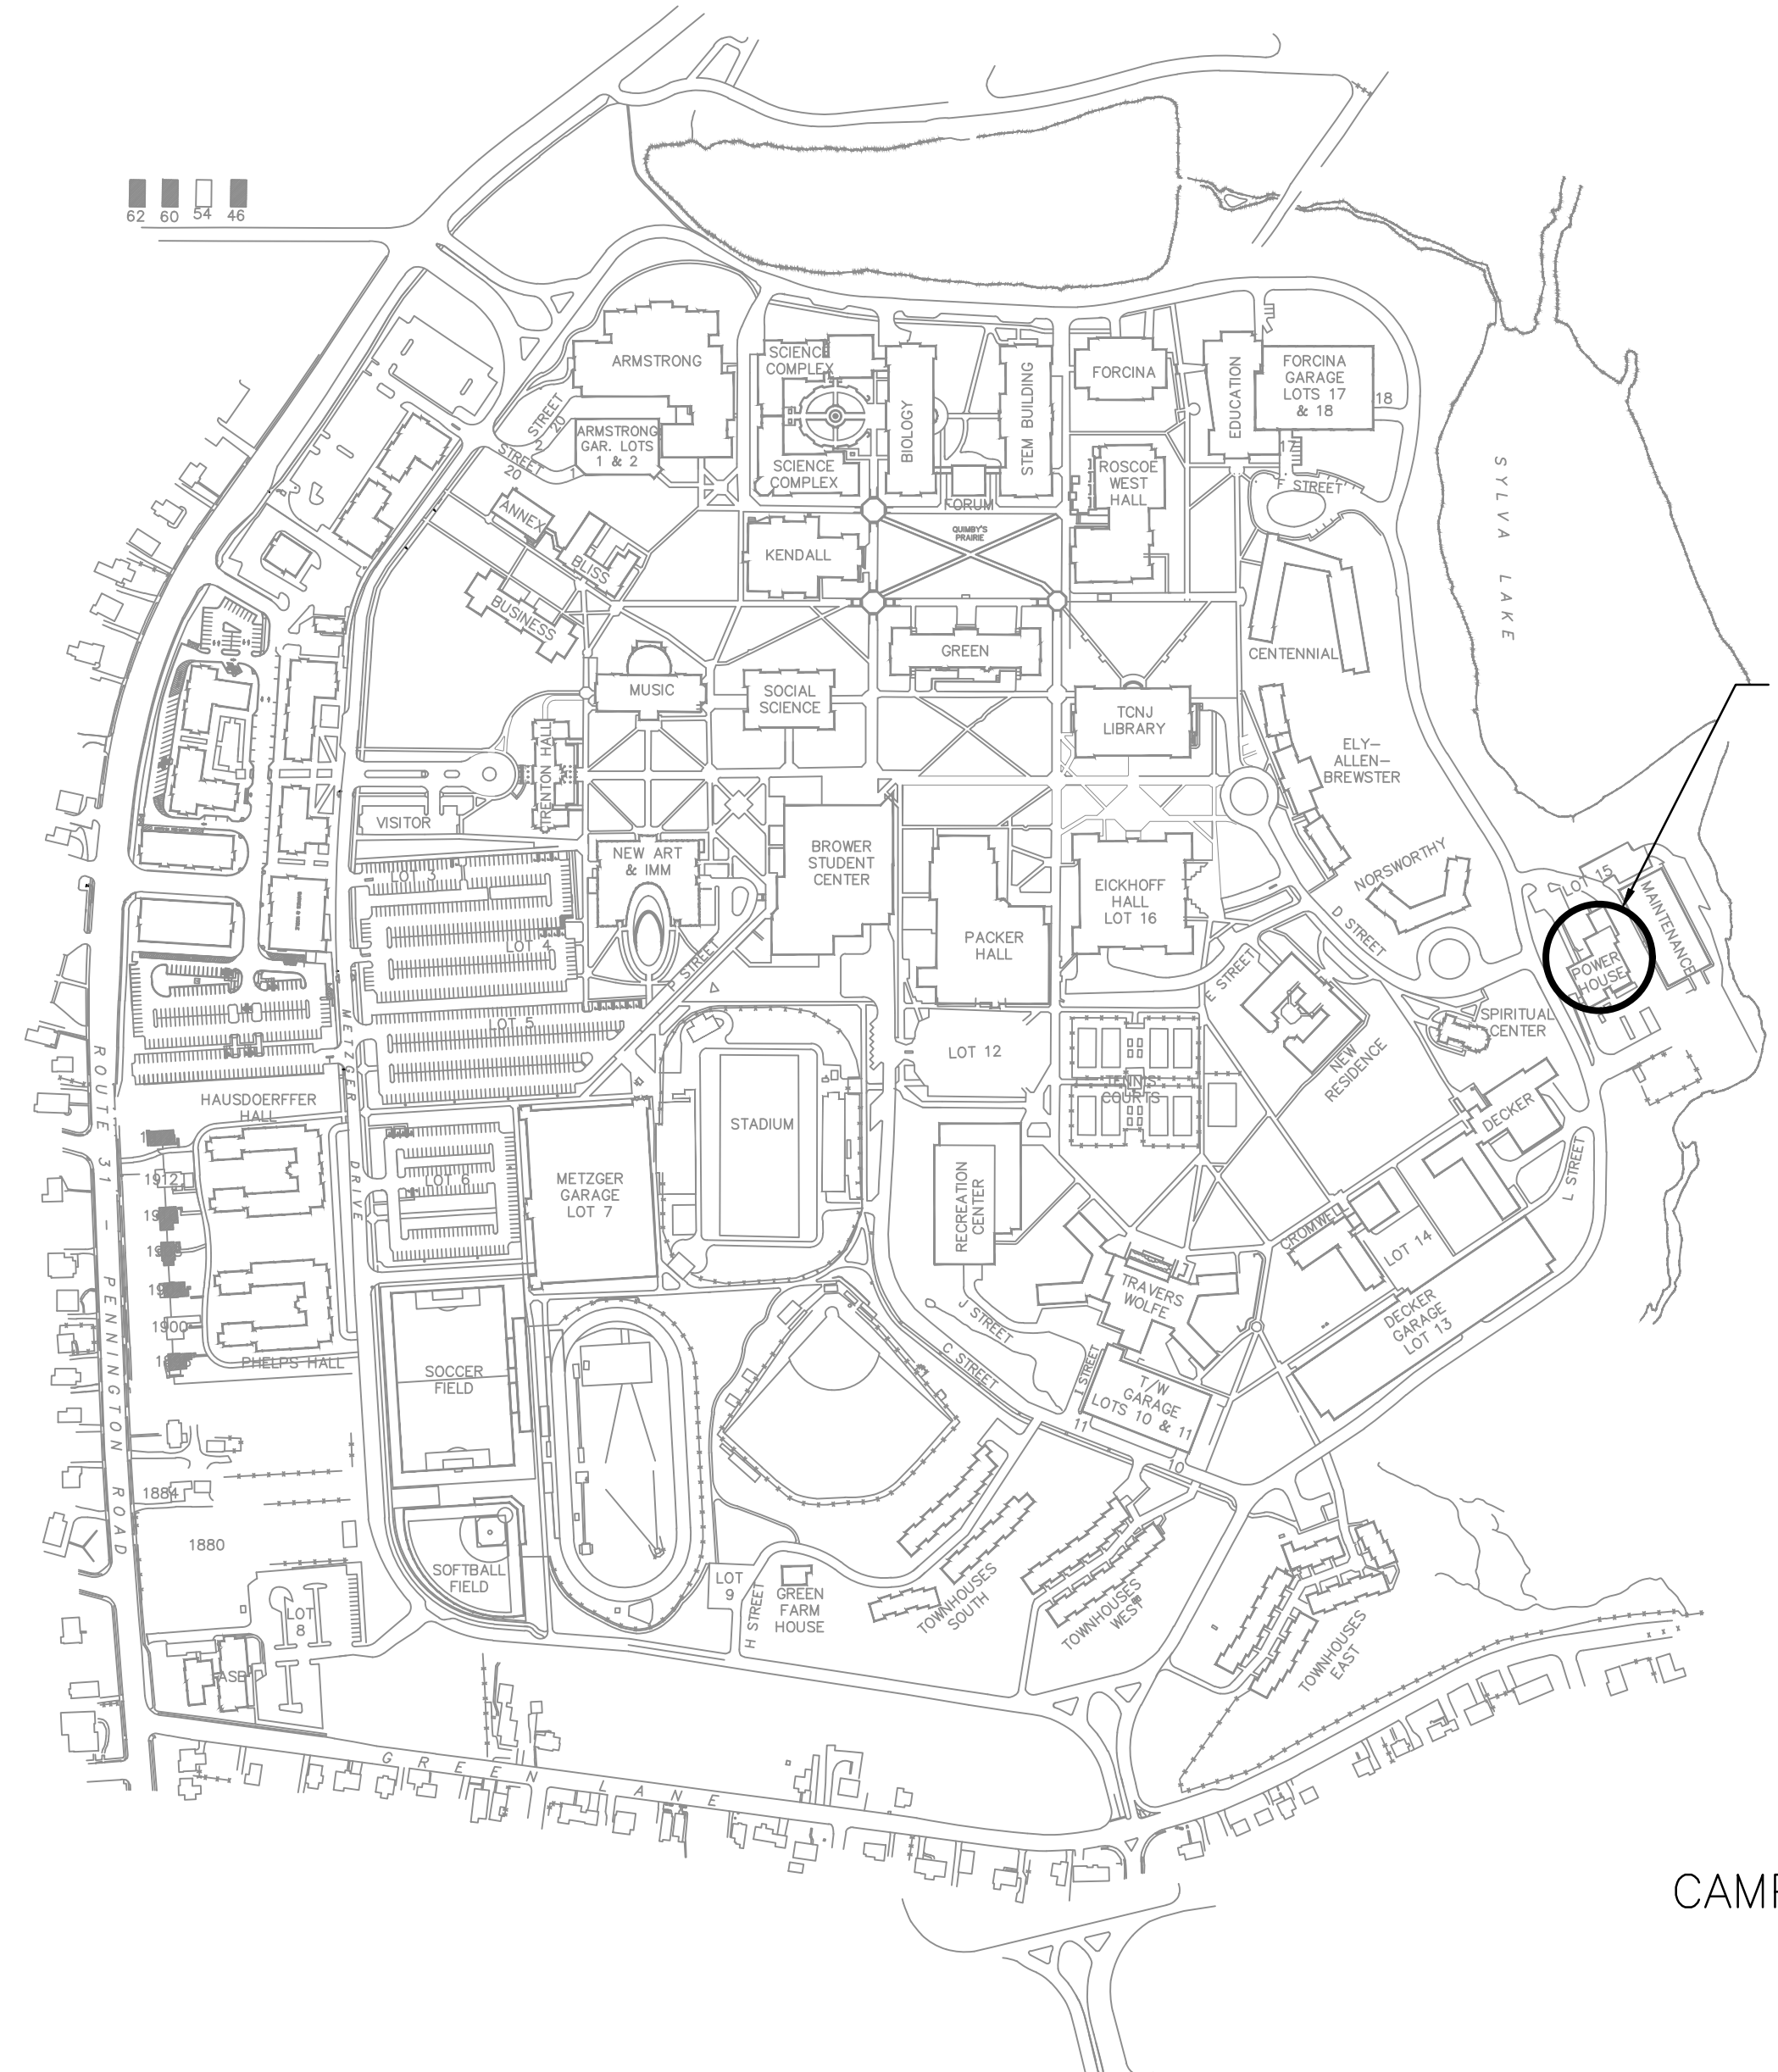 62 60 54 46
ARMSTRONG
SCIENCE
COMPLEX
BIOLOGY
STEM BUILDING
FORCINA
EDUCATION
FORCINA
GARAGE
LOTS 17
& 18
18
17
STREET
20
2
ARMSTRONG
GAR. LOTS
1 & 2
STREET
20
1
SCIENCE
COMPLEX
FORUM
ROSCOE
WEST
HALL
F STREET
SYLVA LAKE
ANNEX
BLISS
BUSINESS
KENDALL
QUIMBY'S
PRAIRIE
GREEN
CENTENNIAL
MUSIC
SOCIAL
SCIENCE
TCNJ
LIBRARY
TRENTON HALL
ELY-
ALLEN-
BREWSTER
VISITOR
NEW ART
& IMM
BROWER
STUDENT
CENTER
EICKHOFF
HALL
LOT 16
NORSWORTHY
LOT 15
MAINTENANCE
POWER
HOUSE
LOT 3
LOT 4
LOT 5
STREET
PACKER
HALL
D STREET
E STREET
SPIRITUAL
CENTER
NEW
RESIDENCE
LOT 12
TENNIS
COURTS
METZGER DRIVE
ROUTE 31 - PENNINGTON ROAD
HAUSDOERFFER
HALL
1912
1900
PHELPS HALL
LOT 6
METZGER
GARAGE
LOT 7
STADIUM
RECREATION
CENTER
DECKER
L STREET
CROMWELL
LOT 14
DECKER
GARAGE
LOT 13
TRAVERS
WOLFE
J STREET
C STREET
I STREET
T/W
GARAGE
LOTS 10 & 11
11
10
SOCCER
FIELD
1884
1880
SOFTBALL
FIELD
LOT
8
ASB
LOT
9
H STREET
GREEN
FARM
HOUSE
TOWNHOUSES
SOUTH
TOWNHOUSES
WEST
TOWNHOUSES
EAST
GREEN LANE